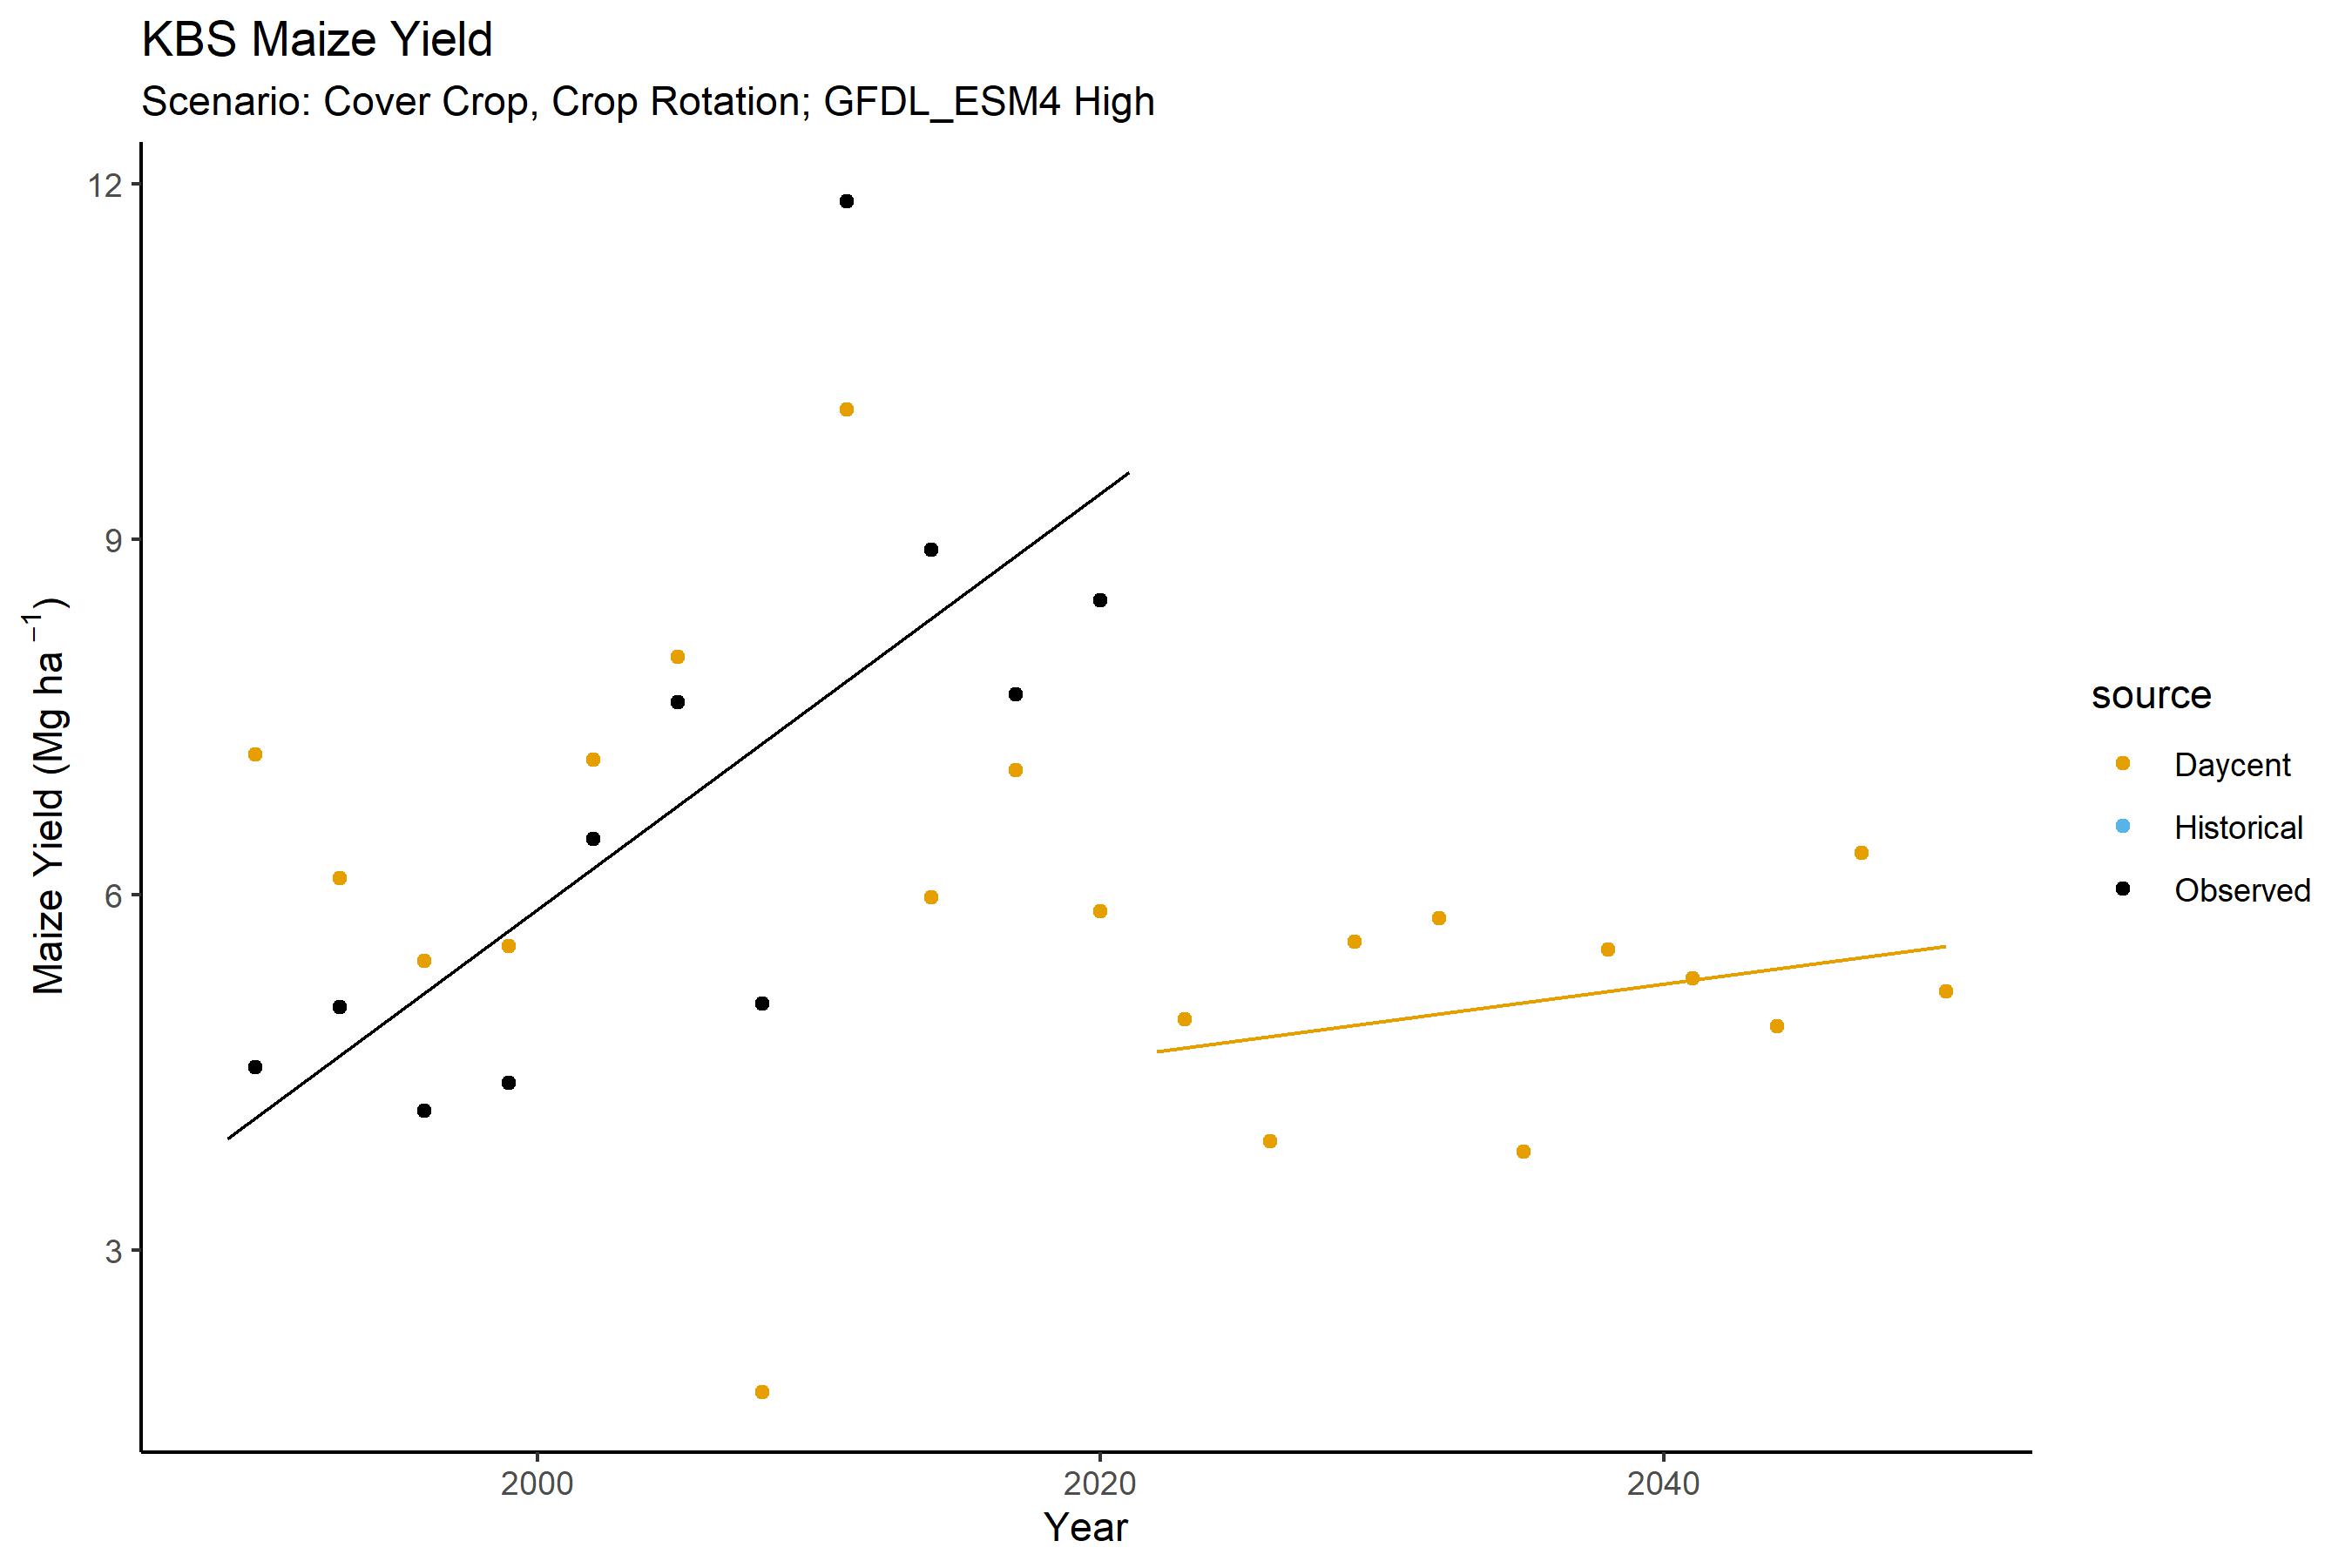 KBS Maize Yield
Scenario: Cover Crop, Crop Rotation; GFDL_ESM4 High
Maize Yield (Mg ha −1)
12
9
6
3
2000
2020
2040
Year
source
Daycent
Historical
Observed